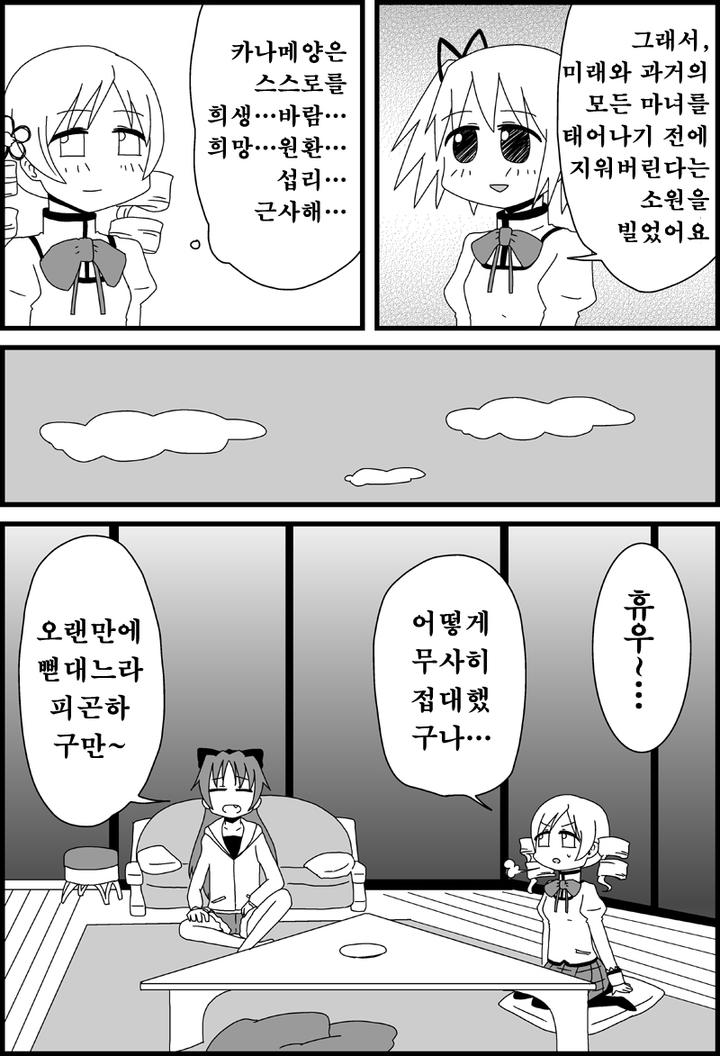 그래서,
미래와 과거의
모든 마녀를
태어나기 전에
지워버린다는
소원을
빌었어요
카나메양은
스스로를
희생…바람…
희망…원환…
섭리…
근사해…
휴우~…
어떻게
무사히
접대했
구나…
오랜만에
뻗대느라
피곤하
구만~